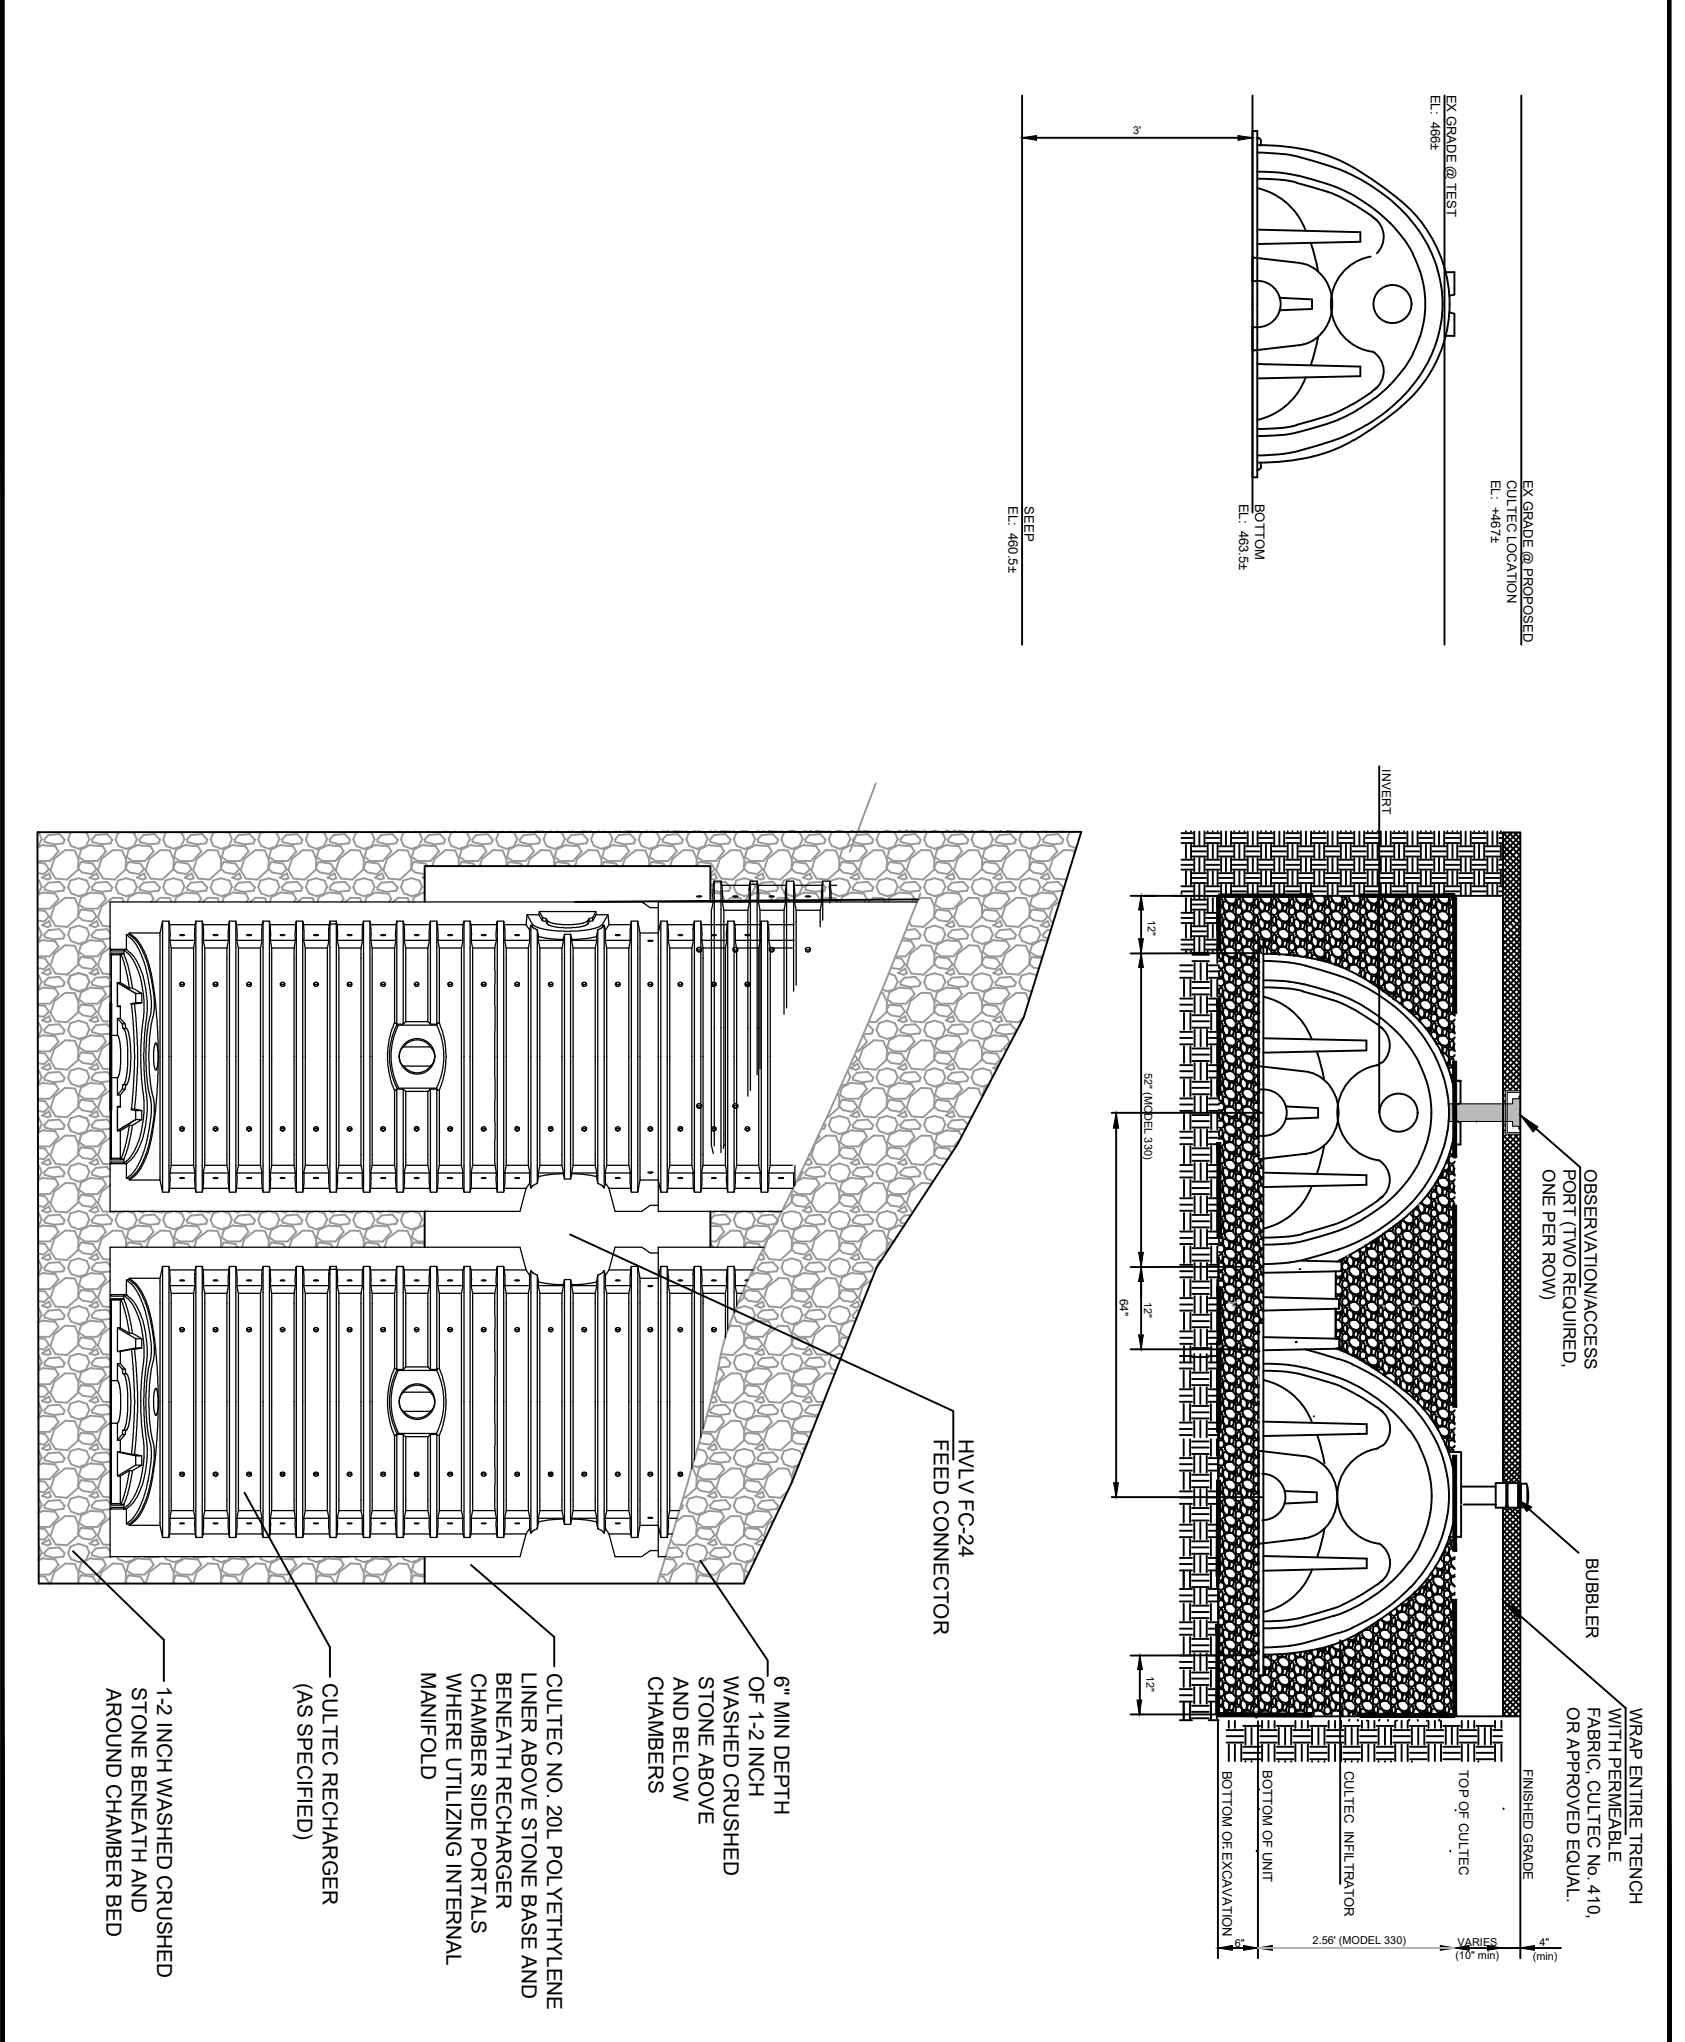 EX GRADE @ PROPOSED
CULTEC LOCATION
EL: +467±
EX GRADE @ TEST
EL: 466±
3'
BOTTOM
EL: 463.5±
SEEP
EL: 460.5±
OBSERVATION/ACCESS
PORT (TWO REQUIRED,
ONE PER ROW)
BUBBLER
WRAP ENTIRE TRENCH
WITH PERMEABLE
FABRIC, CULTEC No. 410,
OR APPROVED EQUAL.
INVERT
FINISHED GRADE
TOP OF CULTEC
CULTEC INFILTRATOR
BOTTOM OF UNIT
BOTTOM OF EXCAVATION
4"
(min)
VARIES
(10" min)
2.56' (MODEL 330)
6"
12"
52" (MODEL 330)
12"
64"
12"
HVLV FC-24
FEED CONNECTOR
6" MIN DEPTH
OF 1-2 INCH
WASHED CRUSHED
STONE ABOVE
AND BELOW
CHAMBERS
CULTEC NO. 20L POLYETHYLENE
LINER ABOVE STONE BASE AND
BENEATH RECHARGER
CHAMBER SIDE PORTALS
WHERE UTILIZING INTERNAL
MANIFOLD
CULTEC RECHARGER
(AS SPECIFIED)
1-2 INCH WASHED CRUSHED
STONE BENEATH AND
AROUND CHAMBER BED